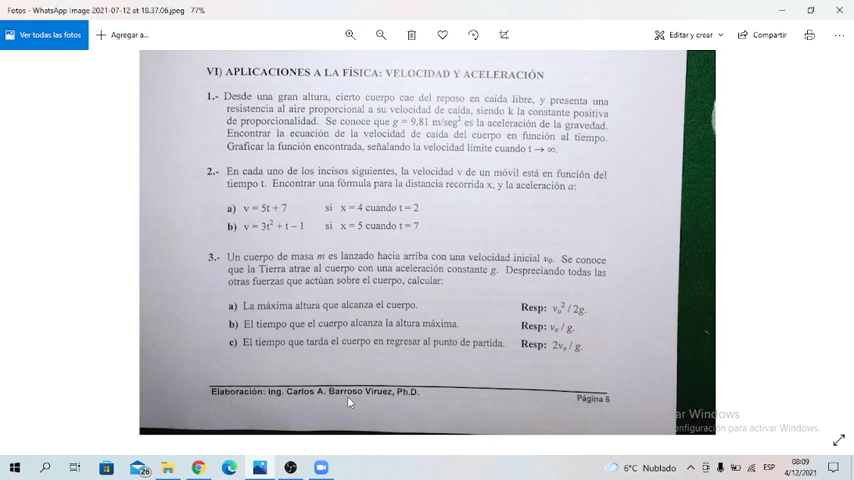 Fotos - WhatsApp Image 2021-07-12 at 18.37.06.jpeg 77%
Ver todas las fotos
Agregar a...
Editar y crear
Compartir
VI) APLICACIONES A LA FÍSICA: VELOCIDAD Y ACELERACIÓN
1.- Desde una gran altura, cierto cuerpo cae del reposo en caída libre, y presenta una
resistencia al aire proporcional a su velocidad de caída, siendo k la constante positiva
de proporcionalidad. Se conoce que g = 9,81 m/seg² es la aceleración de la gravedad.
Encontrar la ecuación de la velocidad de caída del cuerpo en función al tiempo.
Graficar la función encontrada, señalando la velocidad límite cuando t → ∞.
2.- En cada uno de los incisos siguientes, la velocidad v de un móvil está en función del
tiempo t. Encontrar una fórmula para la distancia recorrida x, y la aceleración a:
a) v = 5t + 7 si x = 4 cuando t = 2
b) v = 3t² + t – 1 si x = 5 cuando t = 7
3.- Un cuerpo de masa m es lanzado hacia arriba con una velocidad inicial v₀. Se conoce
que la Tierra atrae al cuerpo con una aceleración constante g. Despreciando todas las
otras fuerzas que actúan sobre el cuerpo, calcular:
a) La máxima altura que alcanza el cuerpo. Resp: v₀² / 2g.
b) El tiempo que el cuerpo alcanza la altura máxima. Resp: v₀ / g.
c) El tiempo que tarda el cuerpo en regresar al punto de partida. Resp: 2v₀ / g.
Elaboración: Ing. Carlos A. Barroso Viruez, Ph.D.
Página 6
ar Windows
onfiguración para activar Windows.
26
6°C Nublado
ESP
08:09
4/12/2021